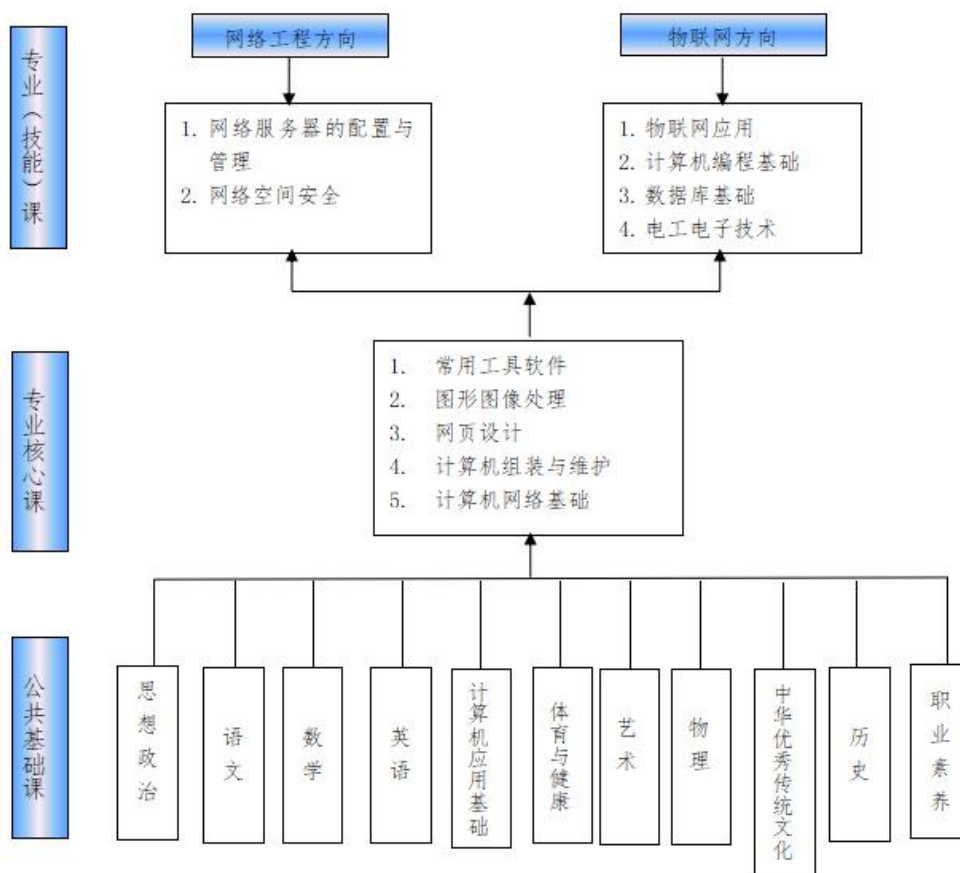 专业（技能）课
网络工程方向
物联网方向
1. 网络服务器的配置与
管理
2. 网络空间安全
1. 物联网应用
2. 计算机编程基础
3. 数据库基础
4. 电工电子技术
专业核心课
1. 常用工具软件
2. 图形图像处理
3. 网页设计
4. 计算机组装与维护
5. 计算机网络基础
公共基础课
思想政治
语文
数学
英语
计算机应用基础
体育与健康
艺术
物理
中华优秀传统文化
历史
职业素养